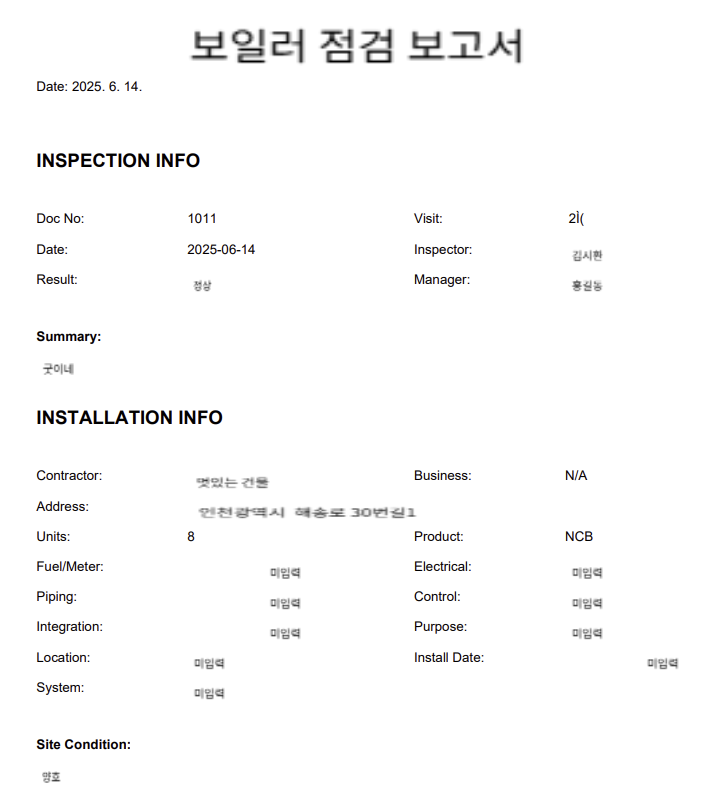 보일러 점검 보고서
Date: 2025. 6. 14.
INSPECTION INFO
Doc No: 1011 Visit: 2Ì(
Date: 2025-06-14 Inspector: 김시환
Result: 정상 Manager: 홍길동
Summary:
굿이네
INSTALLATION INFO
Contractor: 멋있는 건물 Business: N/A
Address: 인천광역시 해송로 30번길1
Units: 8 Product: NCB
Fuel/Meter: 미입력 Electrical: 미입력
Piping: 미입력 Control: 미입력
Integration: 미입력 Purpose: 미입력
Location: 미입력 Install Date: 미입력
System: 미입력
Site Condition:
양호